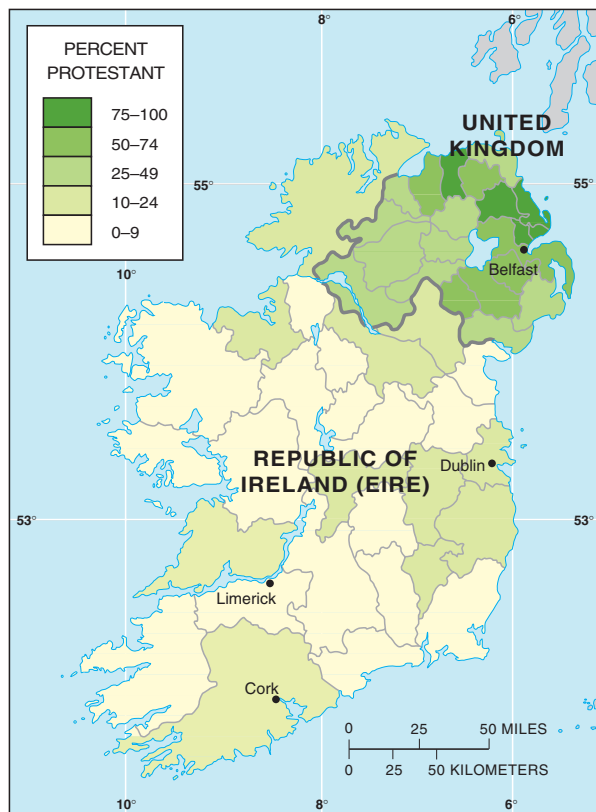 8°
6°
PERCENT
PROTESTANT
75–100
50–74
25–49
10–24
0–9
UNITED
KINGDOM
55°
55°
Belfast
10°
REPUBLIC OF
IRELAND (EIRE)
Dublin
53°
53°
Limerick
Cork
0 25 50 MILES
0 25 50 KILOMETERS
10°
8°
6°